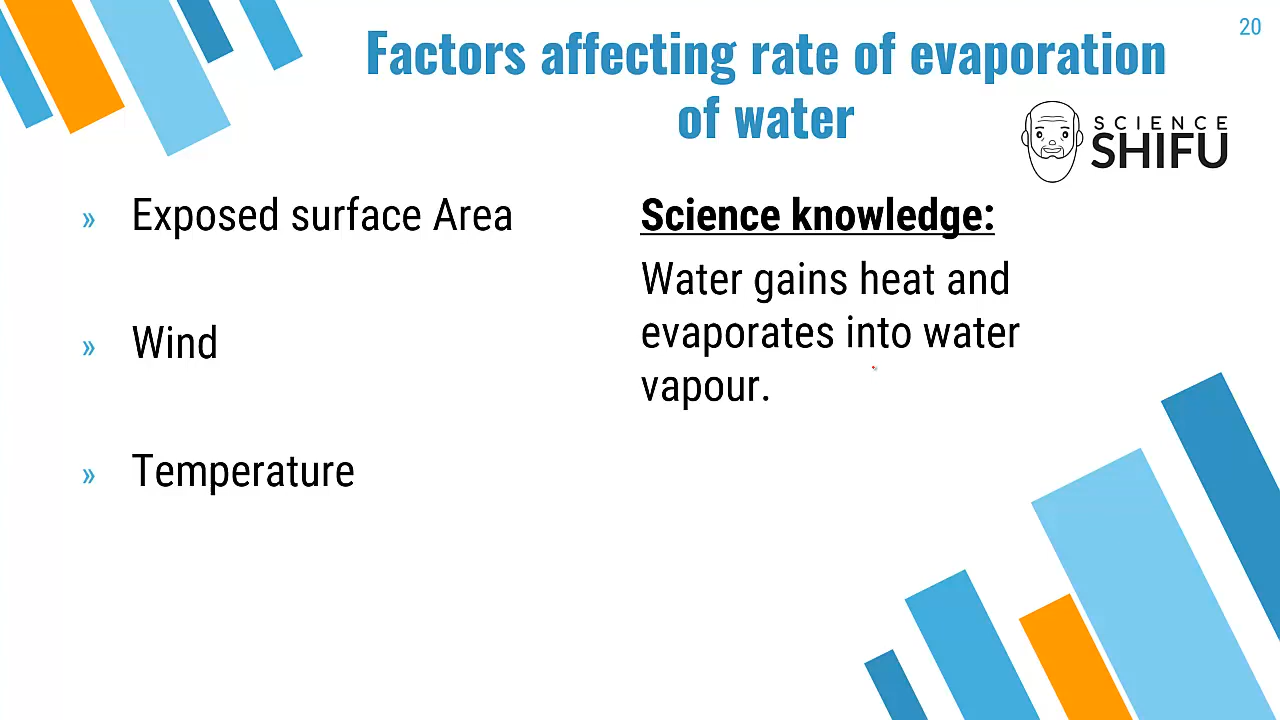 20
Factors affecting rate of evaporation
of water
SCIENCE
SHIFU
» Exposed surface Area
» Wind
» Temperature
Science knowledge:
Water gains heat and
evaporates into water
vapour.